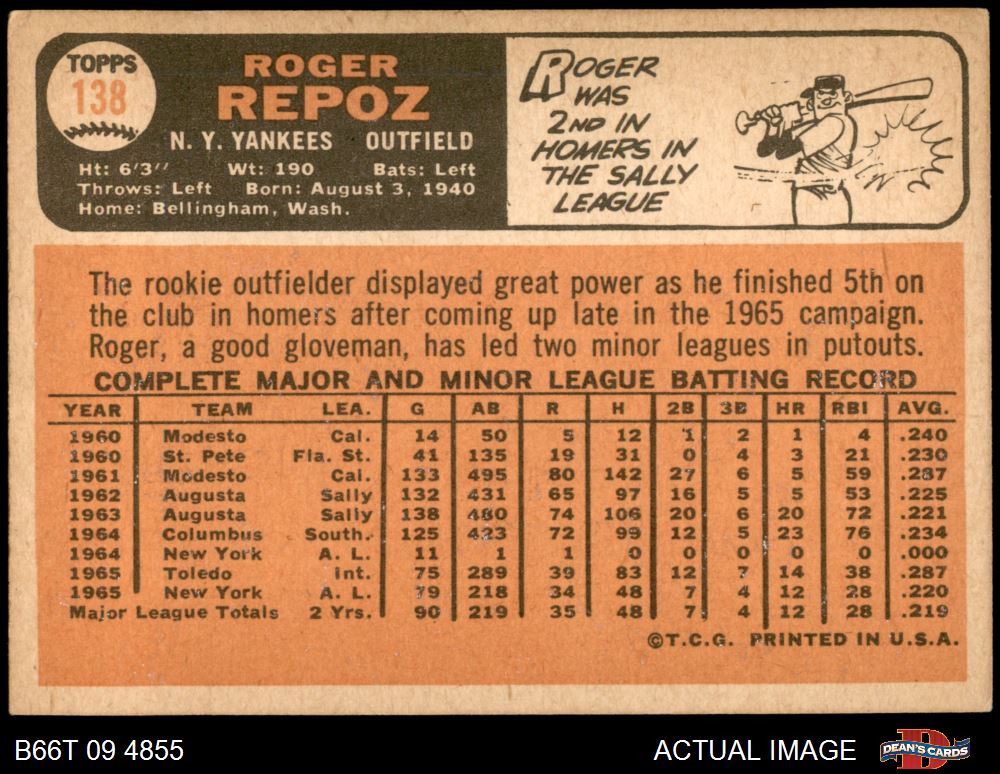 TOPPS
138
ROGER
REPOZ
N. Y. YANKEES OUTFIELD
Ht: 6'3" Wt: 190 Bats: Left
Throws: Left Born: August 3, 1940
Home: Bellingham, Wash.
ROGER
WAS
2ND IN
HOMERS IN
THE SALLY
LEAGUE
The rookie outfielder displayed great power as he finished 5th on
the club in homers after coming up late in the 1965 campaign.
Roger, a good gloveman, has led two minor leagues in putouts.
COMPLETE MAJOR AND MINOR LEAGUE BATTING RECORD
YEAR TEAM LEA. G AB R H 2B 3B HR RBI AVG.
1960 Modesto Cal. 14 50 5 12 1 2 1 4 .240
1960 St. Pete Fla. St. 41 135 19 31 0 4 3 21 .230
1961 Modesto Cal. 133 495 80 142 27 6 5 59 .287
1962 Augusta Sally 132 431 65 97 16 5 5 53 .225
1963 Augusta Sally 138 480 74 106 20 6 20 72 .221
1964 Columbus South. 125 423 72 99 12 5 23 76 .234
1964 New York A. L. 11 1 1 0 0 0 0 0 .000
1965 Toledo Int. 75 289 39 83 12 7 14 38 .287
1965 New York A. L. 79 218 34 48 7 4 12 28 .220
Major League Totals 2 Yrs. 90 219 35 48 7 4 12 28 .219
©T.C.G. PRINTED IN U.S.A.
B66T 09 4855 ACTUAL IMAGE DEAN'S CARDS